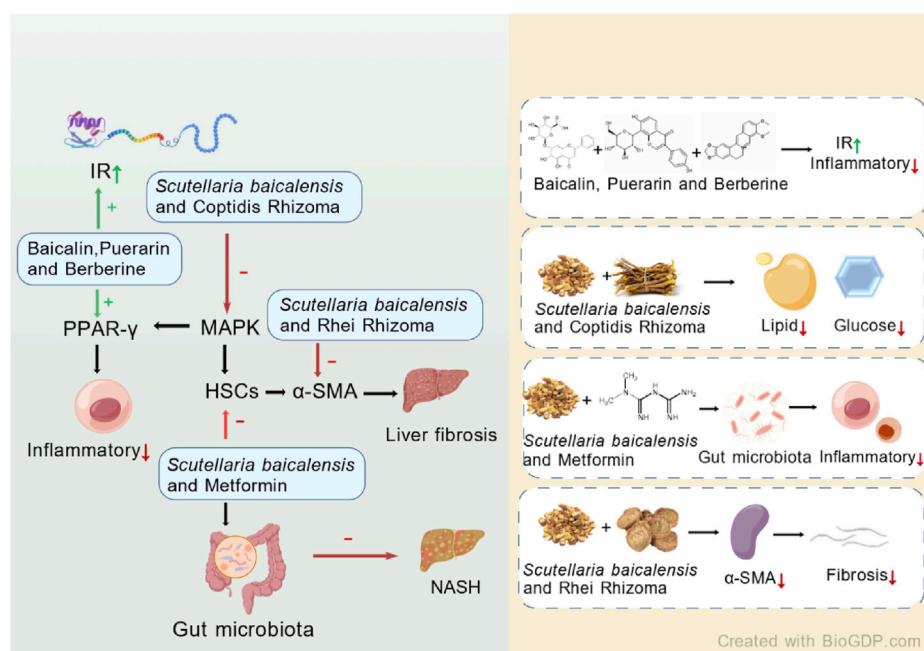 IR↑
Scutellaria baicalensis
and Coptidis Rhizoma
+
Baicalin,Puerarin
and Berberine
+
−
Scutellaria baicalensis
and Rhei Rhizoma
PPAR-γ
MAPK
−
HSCs
α-SMA
−
Liver fibrosis
Inflammatory↓
Scutellaria baicalensis
and Metformin
−
NASH
Gut microbiota
+
+
Baicalin, Puerarin and Berberine
IR↑
Inflammatory↓
+
Scutellaria baicalensis
and Coptidis Rhizoma
Lipid↓
Glucose↓
+
Scutellaria baicalensis
and Metformin
Gut microbiota
Inflammatory↓
+
Scutellaria baicalensis
and Rhei Rhizoma
α-SMA↓
Fibrosis↓
Created with BioGDP.com